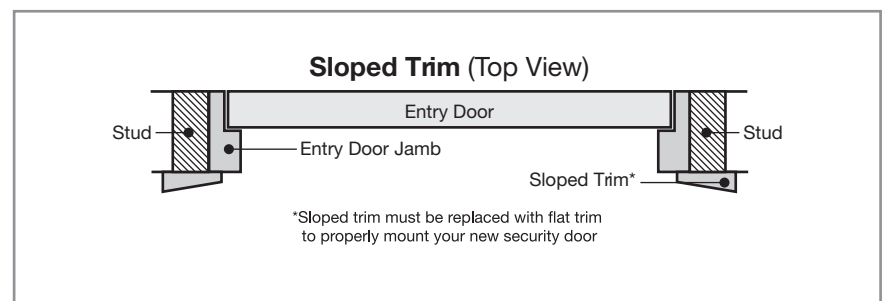 Sloped Trim (Top View)
Entry Door
Stud
Stud
Entry Door Jamb
Sloped Trim*
*Sloped trim must be replaced with flat trim
to properly mount your new security door